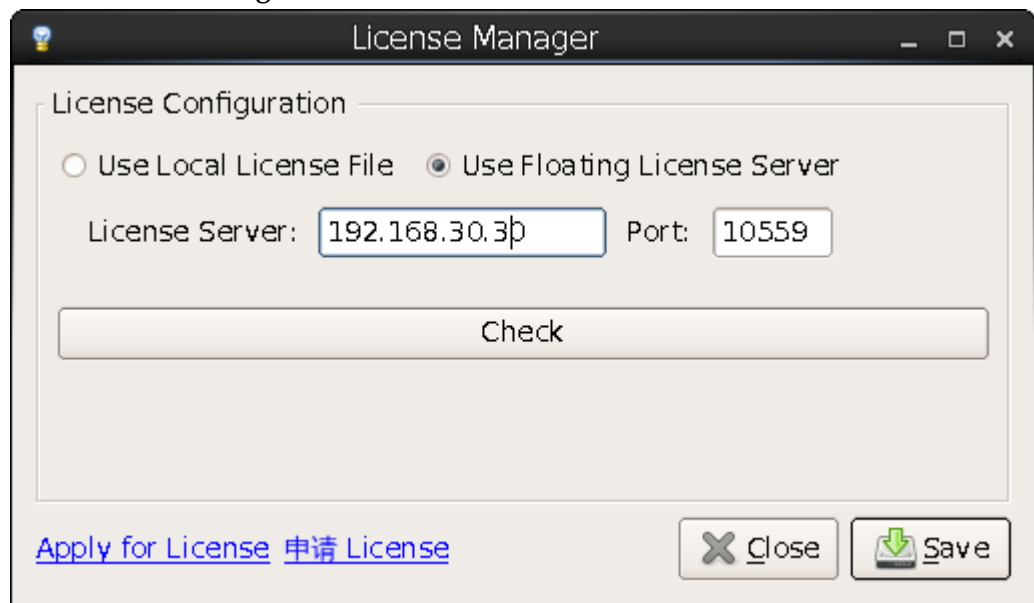 License Manager
License Configuration
Use Local License File Use Floating License Server
License Server: 192.168.30.30 Port: 10559
Check
Apply for License 申请 License Close Save